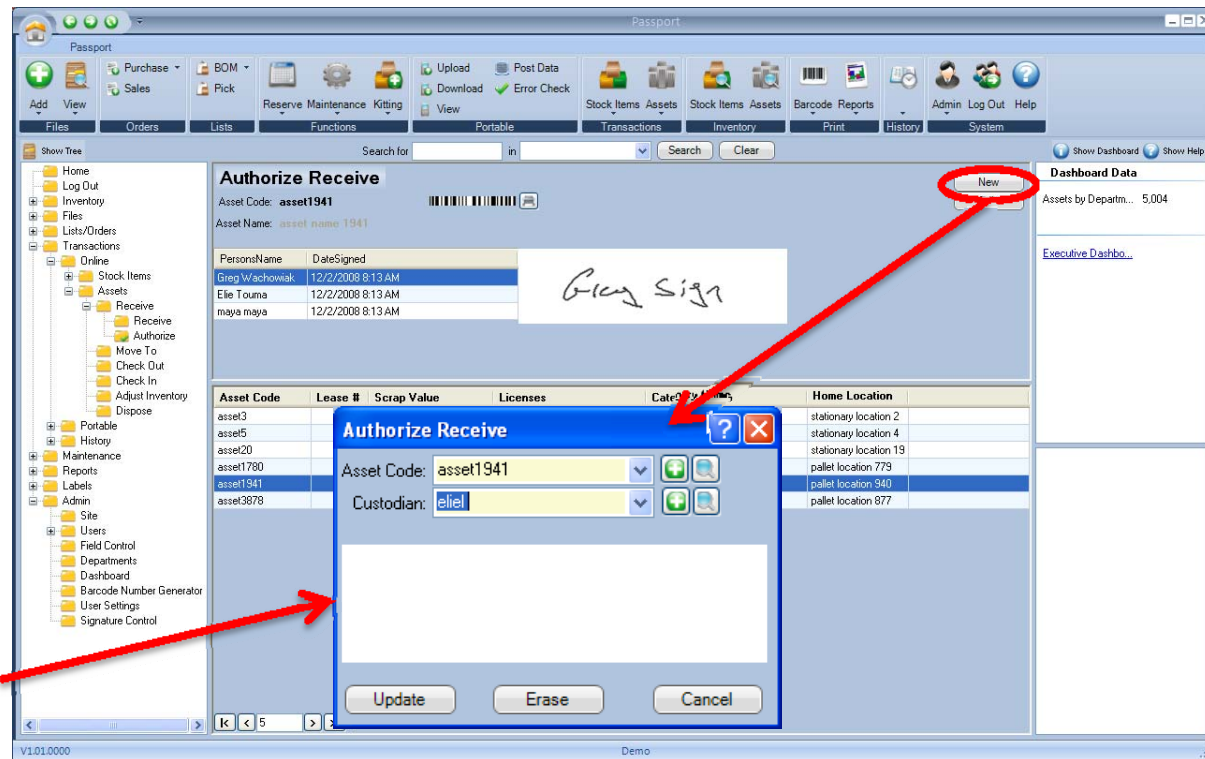 Passport
Passport
Purchase
BOM
Upload
Post Data
Sales
Pick
Download
Error Check
Add View
Reserve Maintenance Kitting
View
Stock Items Assets
Stock Items Assets
Barcode Reports
Admin Log Out Help
Files
Orders
Lists
Functions
Portable
Transactions
Inventory
Print
History
System
Show Tree
Search for
in
Search
Clear
Show Dashboard
Show Help
Home
Log Out
Inventory
Files
Lists/Orders
Transactions
Online
Stock Items
Assets
Receive
Receive
Authorize
Move To
Check Out
Check In
Adjust Inventory
Dispose
Portable
History
Maintenance
Reports
Labels
Admin
Site
Users
Field Control
Departments
Dashboard
Barcode Number Generator
User Settings
Signature Control
Authorize Receive
New
Asset Code: asset1941
Asset Name: asset name 1941
PersonsName DateSigned
Greg Wachowiak 12/2/2008 8:13 AM
Elie Touma 12/2/2008 8:13 AM
maya maya 12/2/2008 8:13 AM
Greg Sign
Dashboard Data
Assets by Departm... 5,004
Executive Dashbo...
Asset Code Lease # Scrap Value Licenses Home Location
asset3 stationary location 2
asset5 stationary location 4
asset20 stationary location 19
asset1780 pallet location 779
asset1941 pallet location 940
asset3878 pallet location 877
Authorize Receive
Asset Code: asset1941
Custodian: eliel
Update
Erase
Cancel
5
V1.01.0000
Demo